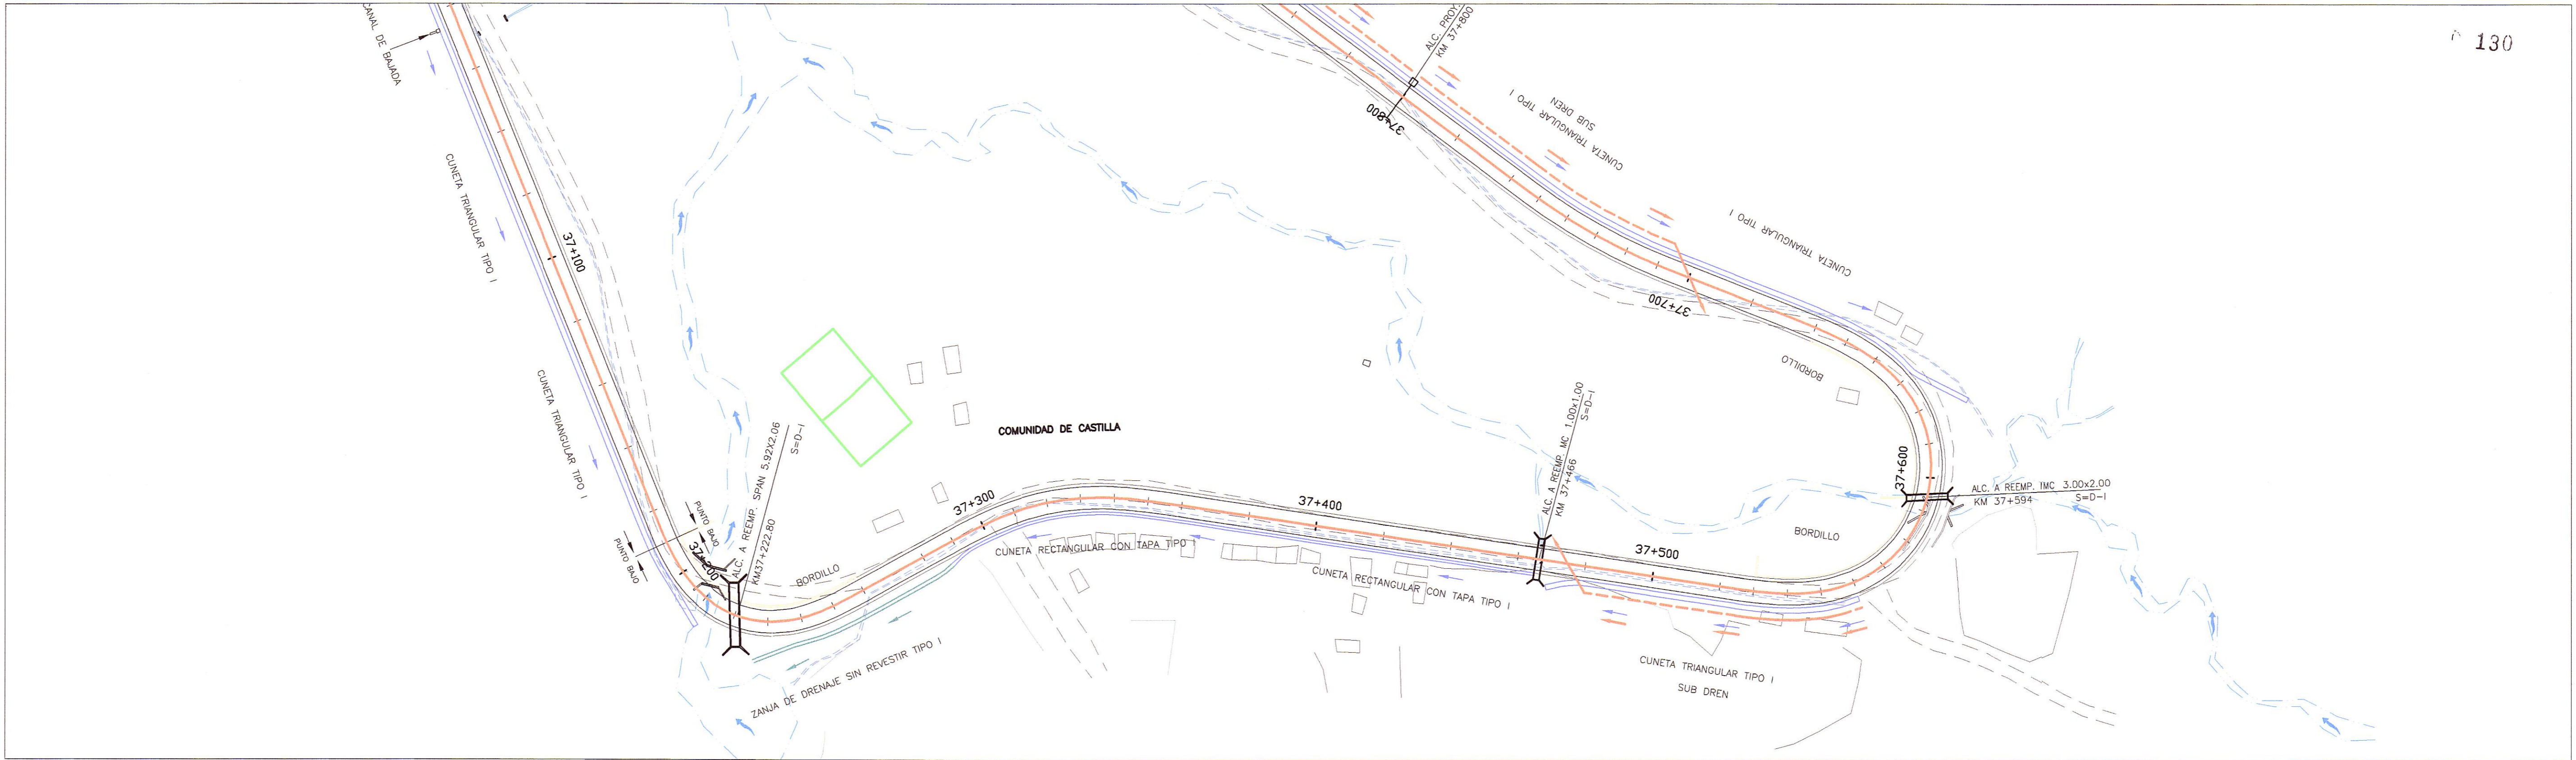 130
CANAL DE BAJADA
ALC. PROY.
KM 37+800
37+800
SUB DREN
CUNETA TRIANGULAR TIPO I
CUNETA TRIANGULAR TIPO I
CUNETA TRIANGULAR TIPO I
37+100
37+700
BORDILLO
CUNETA TRIANGULAR TIPO I
COMUNIDAD DE CASTILLA
ALC. A REEMP. SPAN 5.92X2.06
KM37+222.80
S=D-I
ALC. A REEMP. MC 1.00x1.00
KM 37+466
S=D-I
37+600
ALC. A REEMP. TMC 3.00x2.00
KM 37+594
S=D-I
PUNTO BAJO
PUNTO BAJO
37+200
37+300
37+400
37+500
BORDILLO
BORDILLO
CUNETA RECTANGULAR CON TAPA TIPO I
CUNETA RECTANGULAR CON TAPA TIPO I
ZANJA DE DRENAJE SIN REVESTIR TIPO I
CUNETA TRIANGULAR TIPO I
SUB DREN